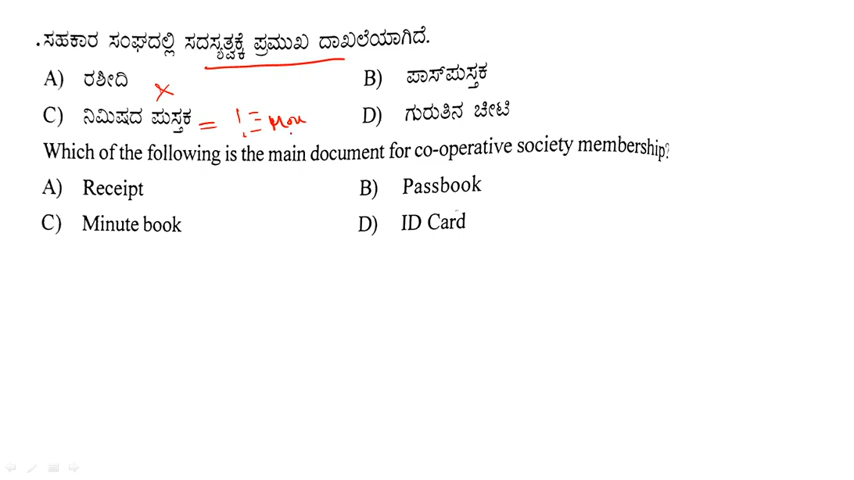 .ಸಹಕಾರ ಸಂಘದಲ್ಲಿ ಸದಸ್ಯತ್ವಕ್ಕೆ ಪ್ರಮುಖ ದಾಖಲೆಯಾಗಿದೆ.
A) ರಶೀದಿ B) ಪಾಸ್‌ಪುಸ್ತಕ
C) ನಿಮಿಷದ ಪುಸ್ತಕ = D) ಗುರುತಿನ ಚೀಟಿ
Which of the following is the main document for co-operative society membership?
A) Receipt B) Passbook
C) Minute book D) ID Card